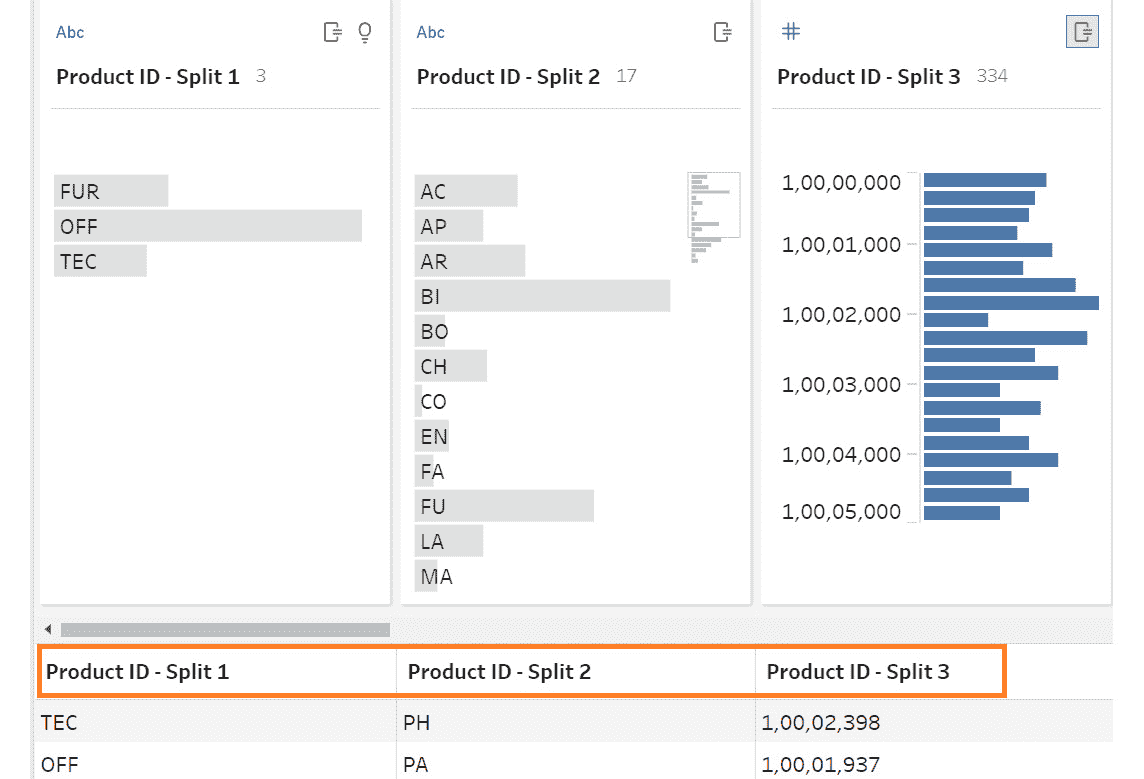 Abc
Product ID - Split 1 3
FUR
OFF
TEC
Abc
Product ID - Split 2 17
AC
AP
AR
BI
BO
CH
CO
EN
FA
FU
LA
MA
#
Product ID - Split 3 334
1,00,00,000
1,00,01,000
1,00,02,000
1,00,03,000
1,00,04,000
1,00,05,000
Product ID - Split 1 Product ID - Split 2 Product ID - Split 3
TEC PH 1,00,02,398
OFF PA 1,00,01,937